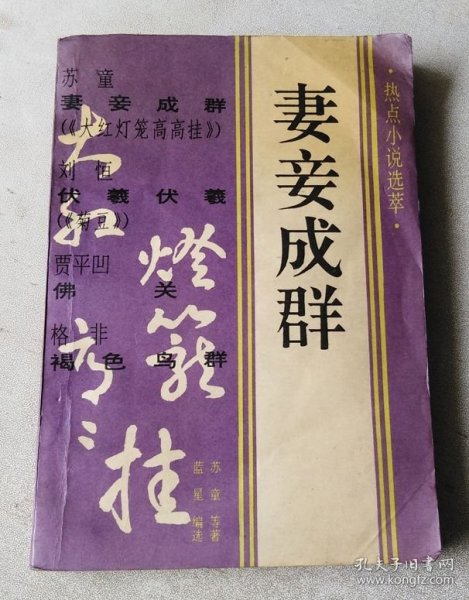 ·热点小说选萃·
妻妾成群
苏童
妻妾成群
(《大红灯笼高高挂》)
刘恒
伏羲伏羲
(《菊豆》)
贾平凹
佛关
格非
褐色鸟群
大红
燈籠
高高
挂
苏童等著
蓝星编选
孔夫子旧书网
www.kongfz.com